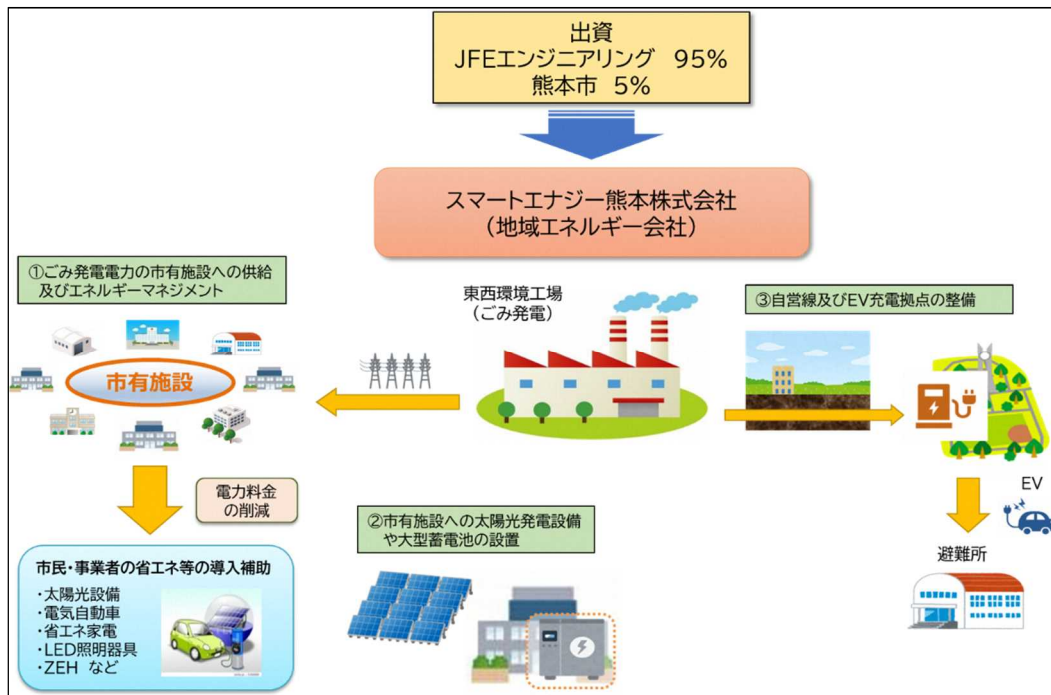 出資
JFEエンジニアリング 95%
熊本市 5%
スマートエナジー熊本株式会社
(地域エネルギー会社)
①ごみ発電電力の市有施設への供給
及びエネルギーマネジメント
東西環境工場
(ごみ発電)
③自営線及びEV充電拠点の整備
市有施設
電力料金
の削減
②市有施設への太陽光発電設備
や大型蓄電池の設置
EV
避難所
市民・事業者の省エネ等の導入補助
・太陽光設備
・電気自動車
・省エネ家電
・LED照明器具
・ZEH など